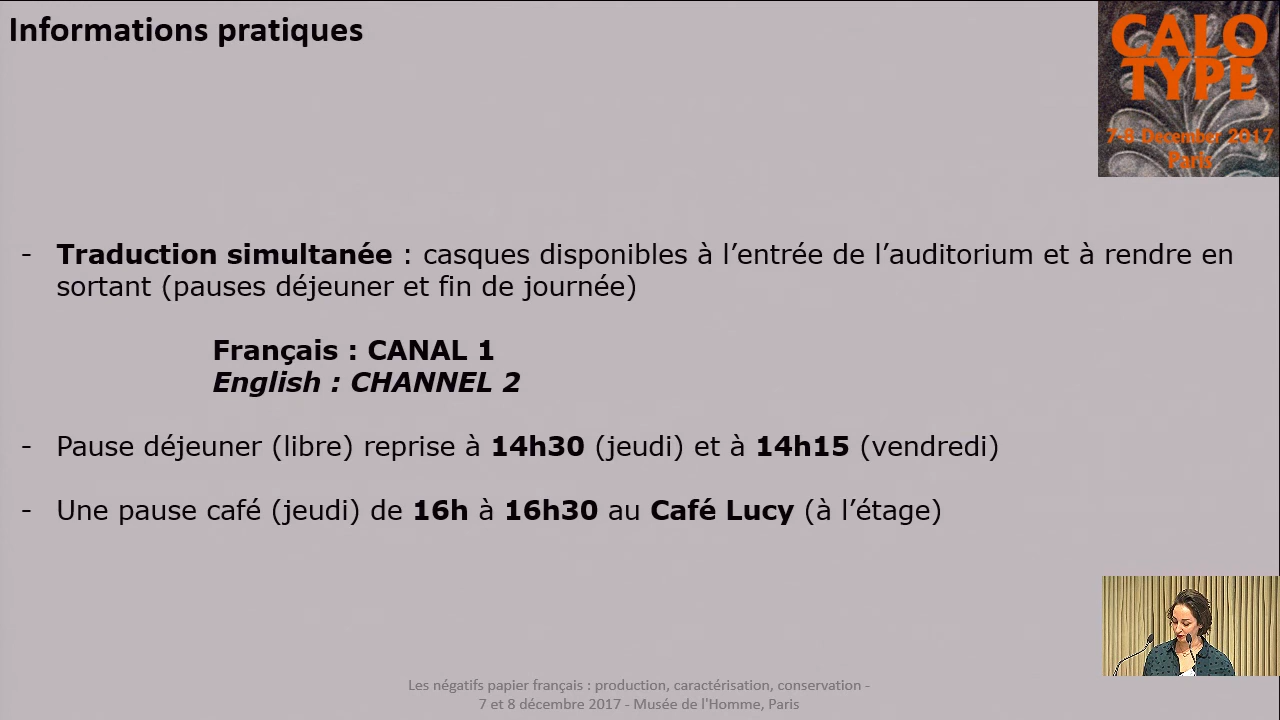 Informations pratiques
CALO
TYPE
7-8 December 2017
Paris
- Traduction simultanée : casques disponibles à l’entrée de l’auditorium et à rendre en
sortant (pauses déjeuner et fin de journée)
Français : CANAL 1
English : CHANNEL 2
- Pause déjeuner (libre) reprise à 14h30 (jeudi) et à 14h15 (vendredi)
- Une pause café (jeudi) de 16h à 16h30 au Café Lucy (à l’étage)
Les négatifs papier français : production, caractérisation, conservation -
7 et 8 décembre 2017 - Musée de l'Homme, Paris